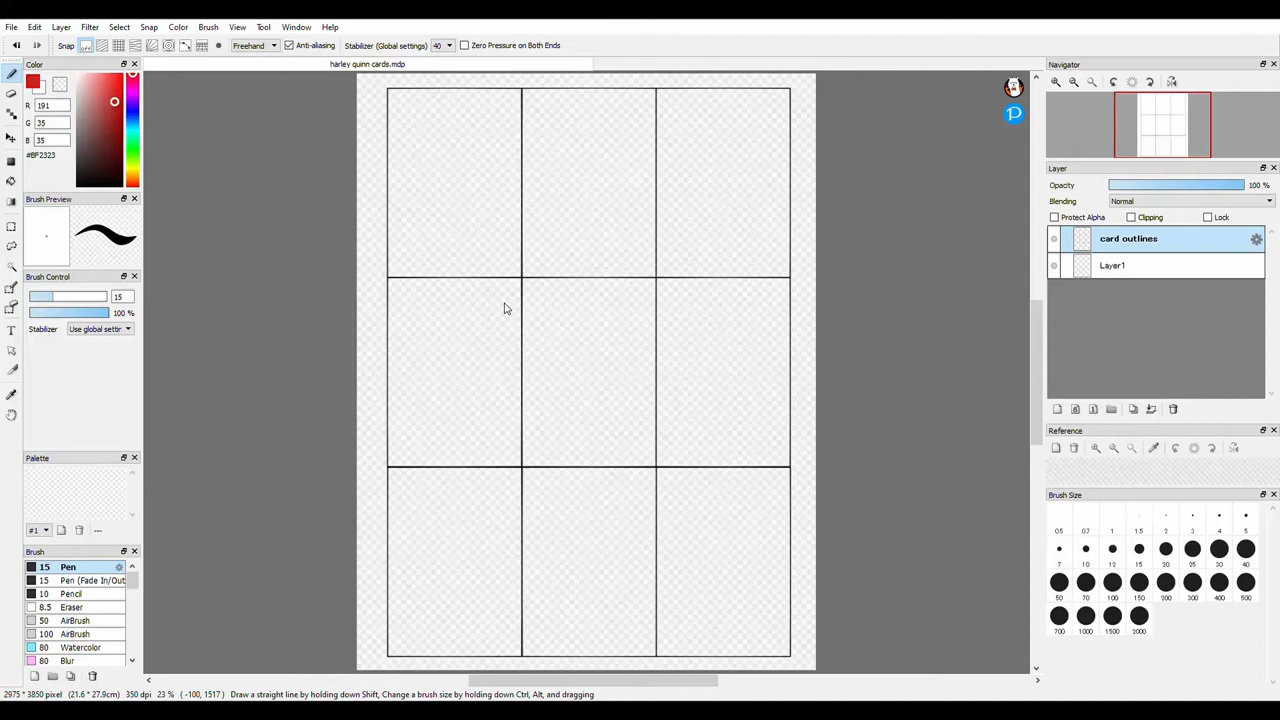 File Edit Layer Filter Select Snap Color Brush View Tool Window Help
Snap Freehand Anti-aliasing Stabilizer (Global settings) 40 Zero Pressure on Both Ends
Color
harley quinn cards.mdp
Navigator
R 191
G 35
B 35
#BF2323
Brush Preview
Brush Control
15
100 %
Stabilizer Use global settir
Palette
#1 ---
Brush
15 Pen
15 Pen (Fade In/Out
10 Pencil
8.5 Eraser
50 AirBrush
100 AirBrush
80 Watercolor
80 Blur
P
Layer
Opacity 100 %
Blending Normal
Protect Alpha Clipping Lock
card outlines
Layer1
8 1
Reference
Brush Size
0.5 0.7 1 1.5 2 3 4 5
7 10 12 15 20 25 30 40
50 70 100 150 200 300 400 500
700 1000 1500 2000
2975 * 3850 pixel (21.6 * 27.9cm) 350 dpi 23 % ( -100, 1517 ) Draw a straight line by holding down Shift, Change a brush size by holding down Ctrl, Alt, and dragging